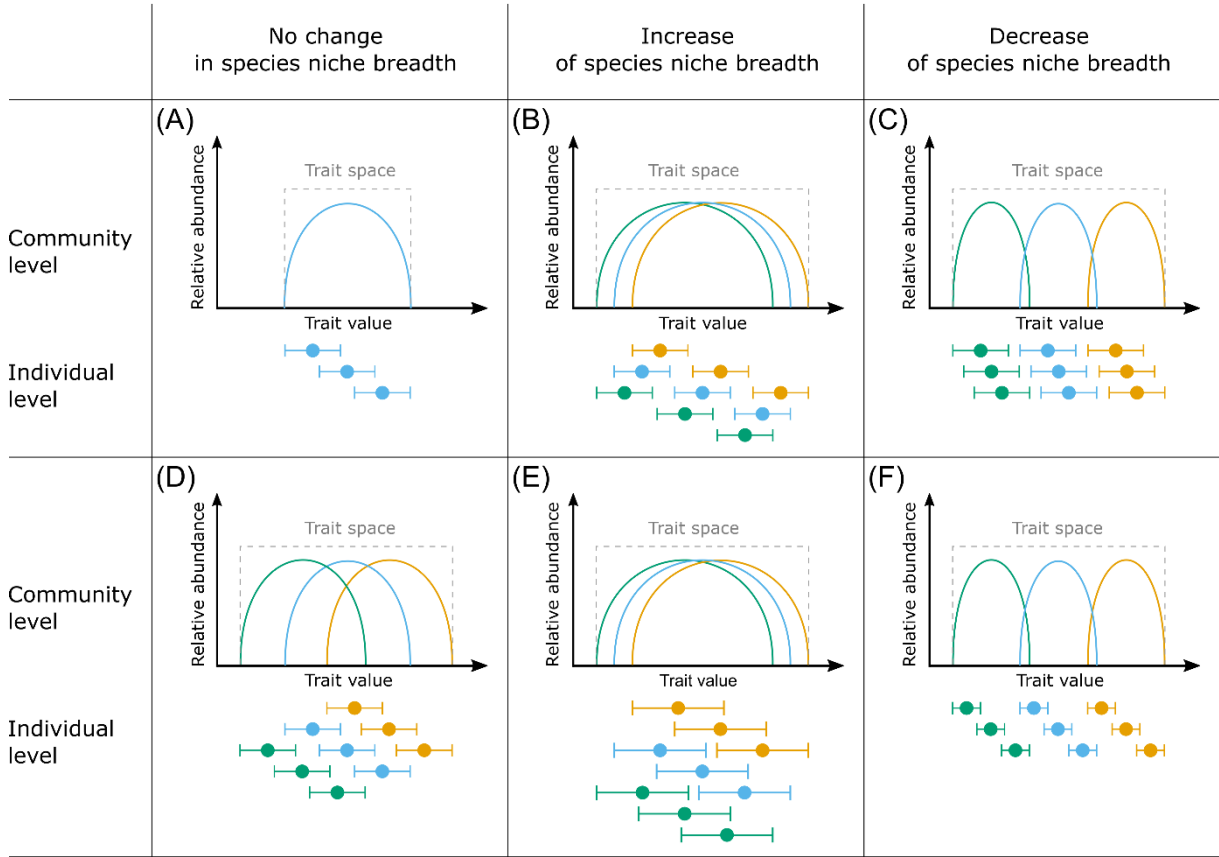 No change
in species niche breadth
Increase
of species niche breadth
Decrease
of species niche breadth
Community
level
Individual
level
(A)
Relative abundance
Trait space
Trait value
(B)
Relative abundance
Trait space
Trait value
(C)
Relative abundance
Trait space
Trait value
Community
level
Individual
level
(D)
Relative abundance
Trait space
Trait value
(E)
Relative abundance
Trait space
Trait value
(F)
Relative abundance
Trait space
Trait value